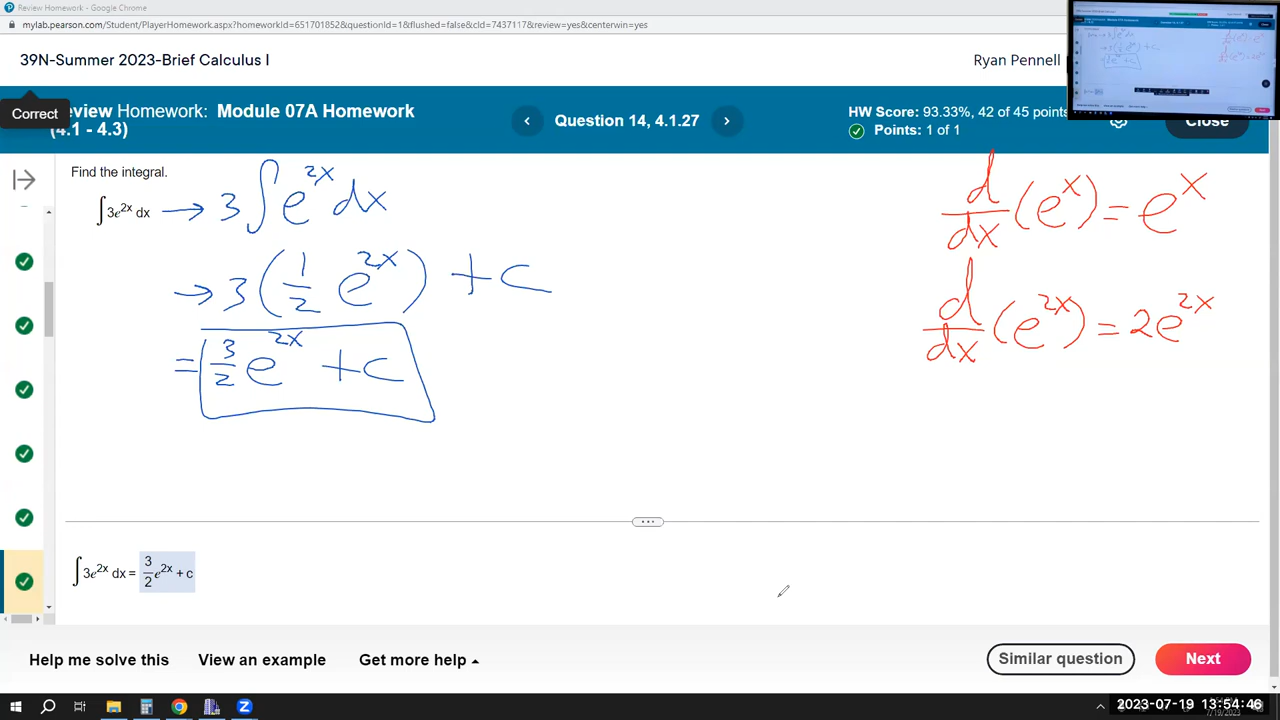 Review Homework - Google Chrome
mylab.pearson.com/Student/PlayerHomework.aspx?homeworkId=651701852&quest
ushed=false&cId=7437117
view=yes&centerwin=yes
39N-Summer 2023-Brief Calculus I
Ryan Pennell
Correct
eview Homework: Module 07A Homework
(4.1 - 4.3)
Question 14, 4.1.27
HW Score: 93.33%, 42 of 45 points
Points: 1 of 1
Close
Find the integral.
∫3e^{2x} dx → 3∫e^{2x} dx
→ 3(1/2 e^{2x}) + c
= 3/2 e^{2x} + c
d/dx (e^x) = e^x
d/dx (e^{2x}) = 2e^{2x}
∫3e^{2x} dx = 3/2 e^{2x} + c
Help me solve this
View an example
Get more help
Similar question
Next
2023-07-19 13:54:46